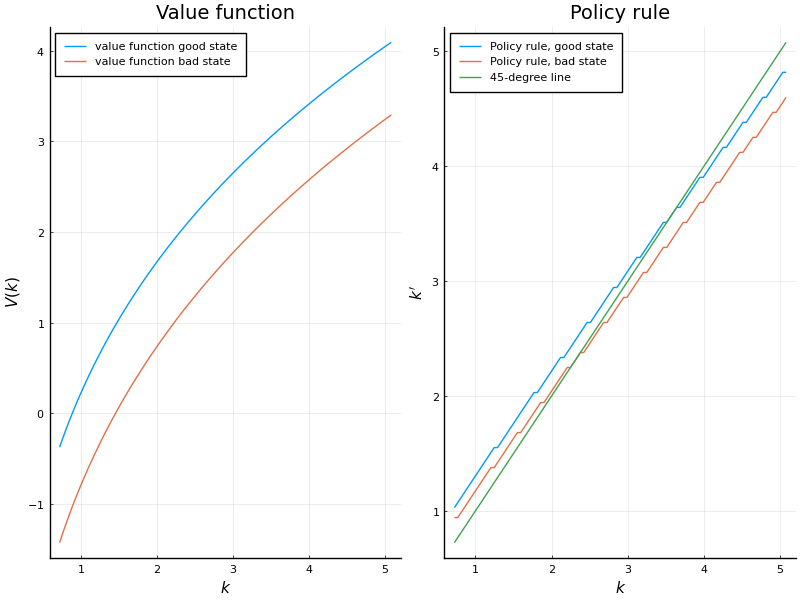 Value function
value function good state
value function bad state
4
3
2
1
0
−1
V(k)
1
2
3
4
5
k
Policy rule
Policy rule, good state
Policy rule, bad state
45-degree line
5
4
3
2
1
k'
1
2
3
4
5
k